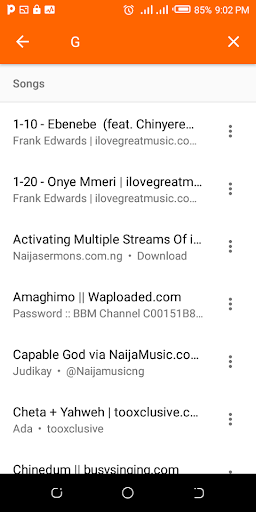 85% 9:02 PM
G
Songs
1-10 - Ebenebe (feat. Chinyere...
Frank Edwards | ilovegreatmusic.co...
1-20 - Onye Mmeri | ilovegreatm...
Frank Edwards | ilovegreatmusic.co...
Activating Multiple Streams Of i...
Naijasermons.com.ng • Download
Amaghimo || Waploaded.com
Password :: BBM Channel C00151B8...
Capable God via NaijaMusic.co...
Judikay • @Naijamusicng
Cheta + Yahweh | tooxclusive.c...
Ada • tooxclusive
Chinedum || busysinging.com